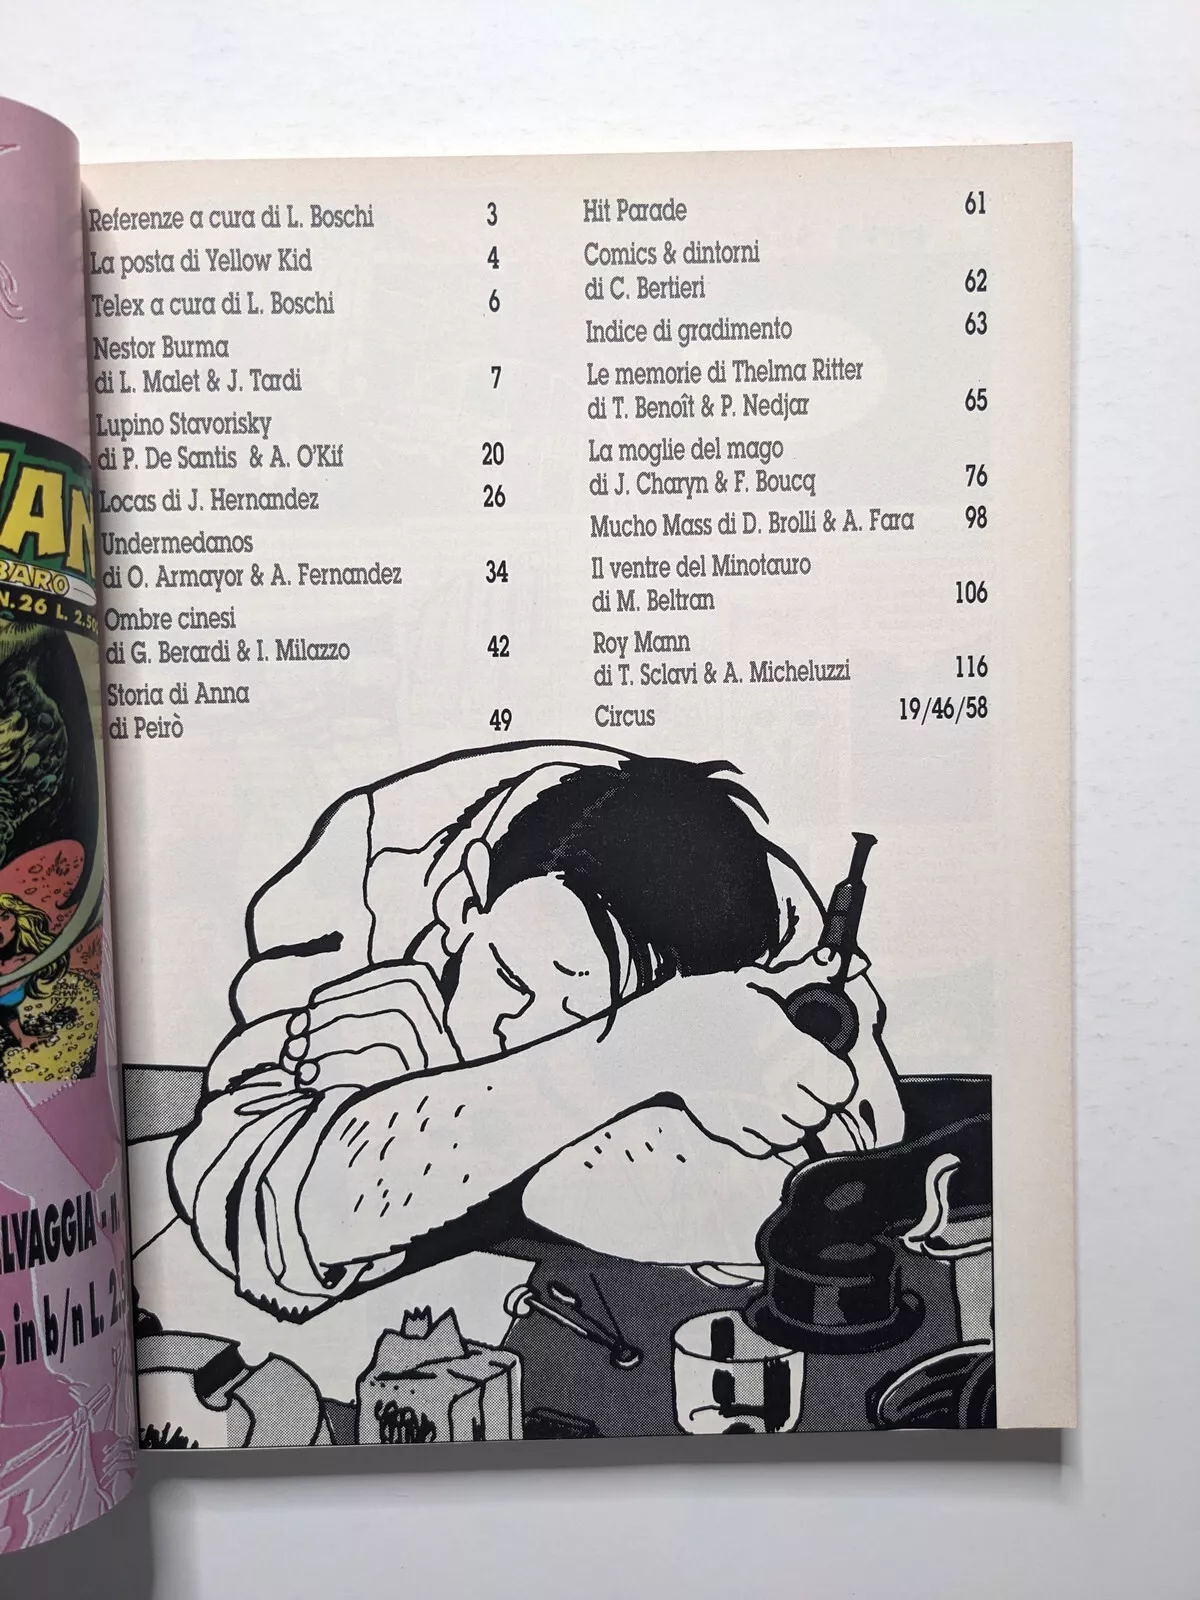 Referenze a cura di L. Boschi 3
La posta di Yellow Kid 4
Telex a cura di L. Boschi 6
Nestor Burma
di L. Malet & J. Tardi 7
Lupino Stavorisky
di P. De Santis & A. O'Kif 20
Locas di J. Hernandez 26
Undermedanos
di O. Armayor & A. Fernandez 34
Ombre cinesi
di G. Berardi & I. Milazzo 42
Storia di Anna
di Peirò 49
Hit Parade 61
Comics & dintorni
di C. Bertieri 62
Indice di gradimento 63
Le memorie di Thelma Ritter
di T. Benoît & P. Nedjar 65
La moglie del mago
di J. Charyn & F. Boucq 76
Mucho Mass di D. Brolli & A. Fara 98
Il ventre del Minotauro
di M. Beltran 106
Roy Mann
di T. Sclavi & A. Micheluzzi 116
Circus 19/46/58
N.26 L. 2.50
in b/n L.